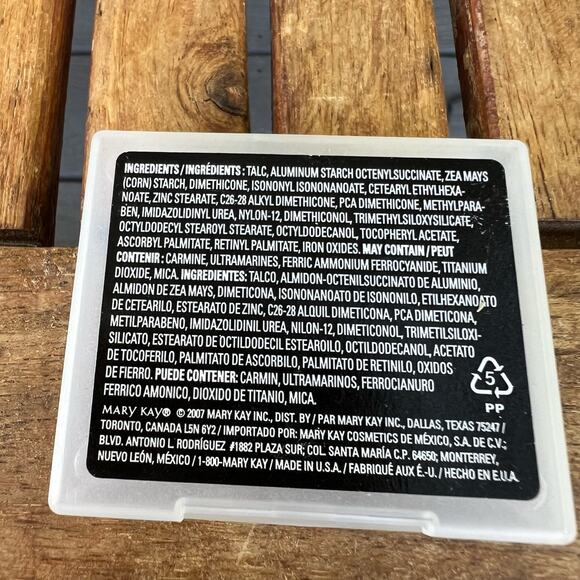 INGREDIENTS / INGRÉDIENTS : TALC, ALUMINUM STARCH OCTENYLSUCCINATE, ZEA MAYS
(CORN) STARCH, DIMETHICONE, ISONONYL ISONONANOATE, CETEARYL ETHYLHEXA-
NOATE, ZINC STEARATE, C26-28 ALKYL DIMETHICONE, PCA DIMETHICONE, METHYLPARA-
BEN, IMIDAZOLIDINYL UREA, NYLON-12, DIMETHICONOL, TRIMETHYLSILOXYSILICATE,
OCTYLDODECYL STEAROYL STEARATE, OCTYLDODECANOL, TOCOPHERYL ACETATE,
ASCORBYL PALMITATE, RETINYL PALMITATE, IRON OXIDES. MAY CONTAIN / PEUT
CONTENIR : CARMINE, ULTRAMARINES, FERRIC AMMONIUM FERROCYANIDE, TITANIUM
DIOXIDE, MICA. INGREDIENTES: TALCO, ALMIDON-OCTENILSUCCINATO DE ALUMINIO,
ALMIDON DE ZEA MAYS, DIMETICONA, ISONONANOATO DE ISONONILO, ETILHEXANOATO
DE CETEARILO, ESTEARATO DE ZINC, C26-28 ALQUIL DIMETICONA, PCA DIMETICONA,
METILPARABENO, IMIDAZOLIDINIL UREA, NILON-12, DIMETICONOL, TRIMETILSILOXI-
SILICATO, ESTEARATO DE OCTILDODECIL ESTEAROILO, OCTILDODECANOL, ACETATO
DE TOCOFERILO, PALMITATO DE ASCORBILO, PALMITATO DE RETINILO, OXIDOS
DE FIERRO. PUEDE CONTENER: CARMIN, ULTRAMARINOS, FERROCIANURO
FERRICO AMONICO, DIOXIDO DE TITANIO, MICA.
MARY KAY® © 2007 MARY KAY INC., DIST. BY / PAR MARY KAY INC., DALLAS, TEXAS 75247 /
TORONTO, CANADA L5N 6Y2 / IMPORTADO POR: MARY KAY COSMETICS DE MÉXICO, S.A. DE C.V.;
BLVD. ANTONIO L. RODRÍGUEZ #1882 PLAZA SUR; COL. SANTA MARÍA C.P. 64650; MONTERREY,
NUEVO LEÓN, MÉXICO / 1-800-MARY KAY / MADE IN U.S.A. / FABRIQUÉ AUX É.-U. / HECHO EN E.U.A.
5
PP